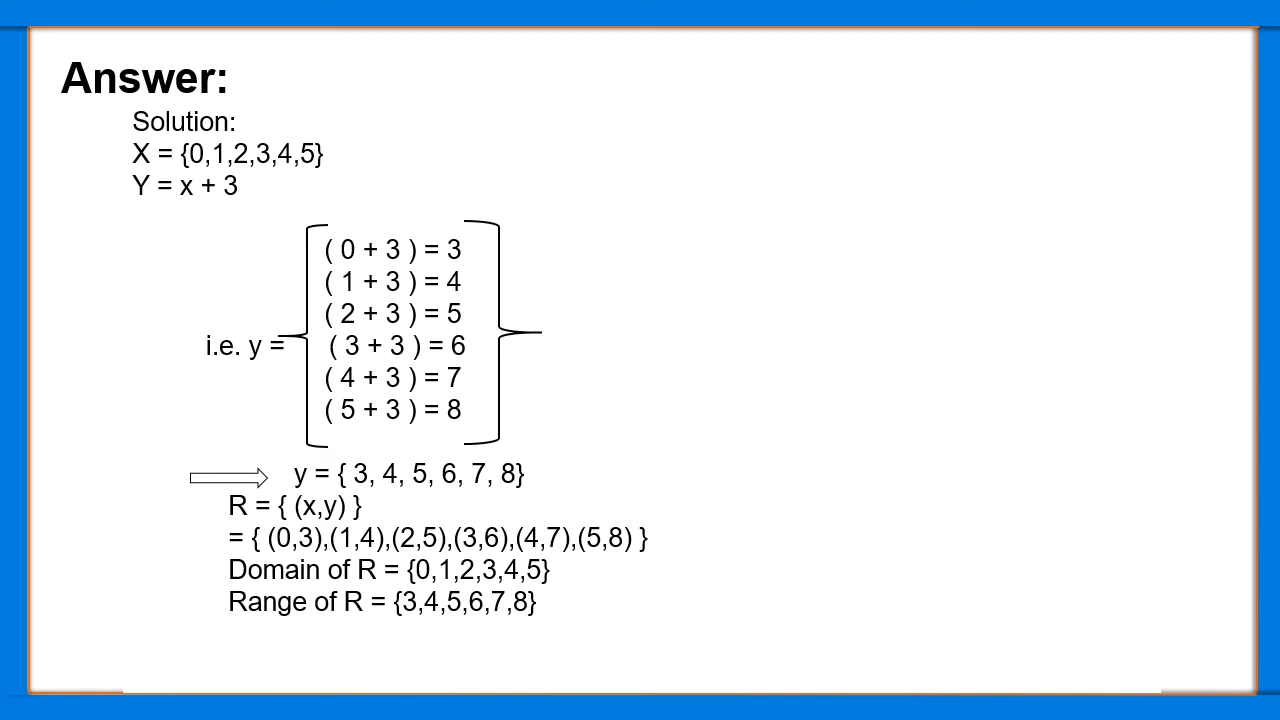 Answer:
Solution:
X = {0,1,2,3,4,5}
Y = x + 3
( 0 + 3 ) = 3
( 1 + 3 ) = 4
( 2 + 3 ) = 5
i.e. y = ( 3 + 3 ) = 6
( 4 + 3 ) = 7
( 5 + 3 ) = 8
y = { 3, 4, 5, 6, 7, 8}
R = { (x,y) }
= { (0,3),(1,4),(2,5),(3,6),(4,7),(5,8) }
Domain of R = {0,1,2,3,4,5}
Range of R = {3,4,5,6,7,8}